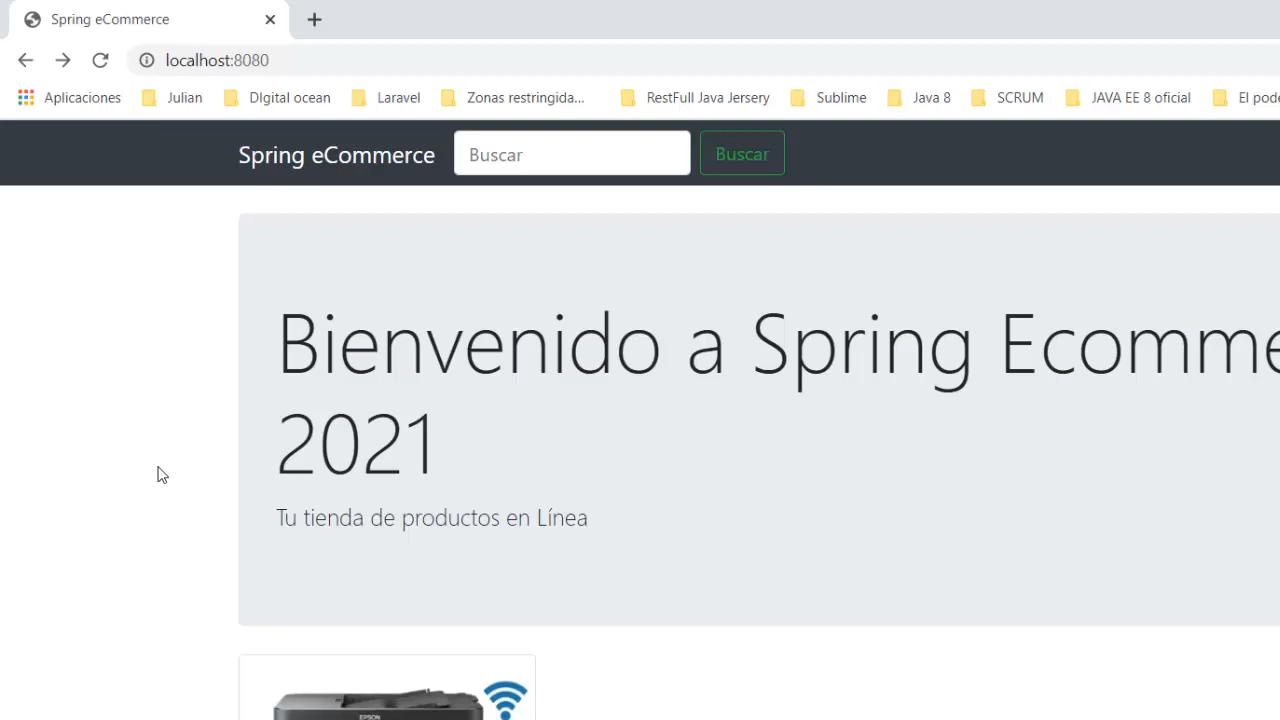 Spring eCommerce
localhost:8080
Aplicaciones Julian DIgital ocean Laravel Zonas restringida... RestFull Java Jersery Sublime Java 8 SCRUM JAVA EE 8 oficial El pode
Spring eCommerce Buscar Buscar
Bienvenido a Spring Ecomme
2021
Tu tienda de productos en Línea
EPSON